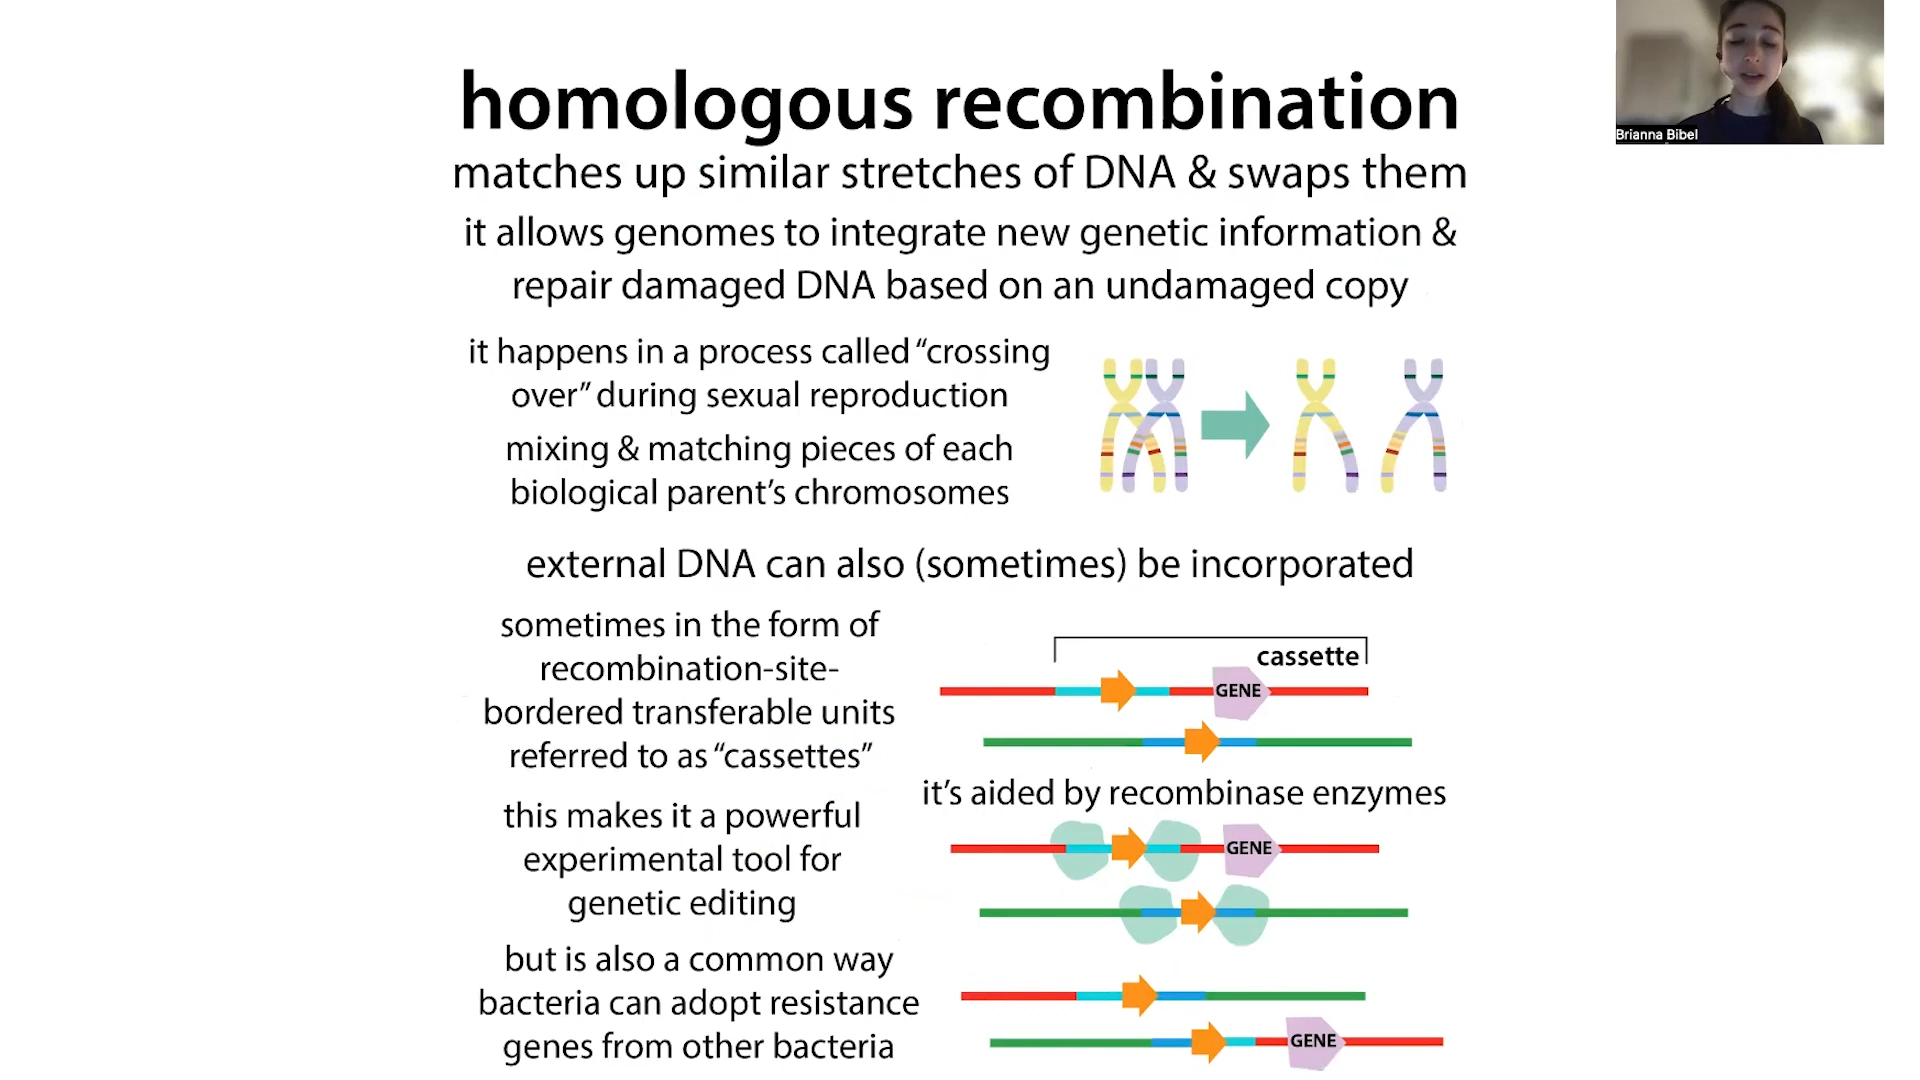 homologous recombination
matches up similar stretches of DNA & swaps them
it allows genomes to integrate new genetic information &
repair damaged DNA based on an undamaged copy
it happens in a process called “crossing
over” during sexual reproduction
mixing & matching pieces of each
biological parent’s chromosomes
external DNA can also (sometimes) be incorporated
sometimes in the form of
recombination-site-
bordered transferable units
referred to as “cassettes”
cassette
GENE
it’s aided by recombinase enzymes
this makes it a powerful
experimental tool for
genetic editing
GENE
but is also a common way
bacteria can adopt resistance
genes from other bacteria
GENE
Brianna Bibel